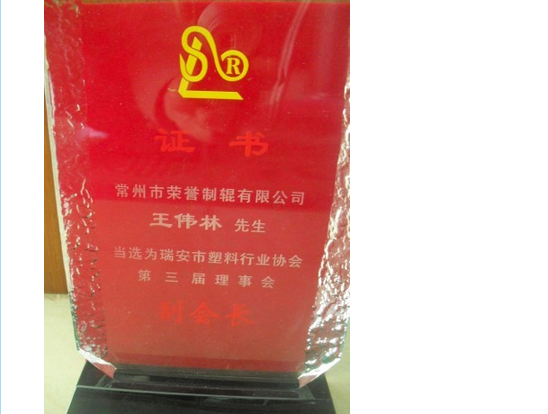 R
证书
常州市荣誉制辊有限公司
王伟林 先生
当选为瑞安市塑料行业协会
第三届理事会
副会长